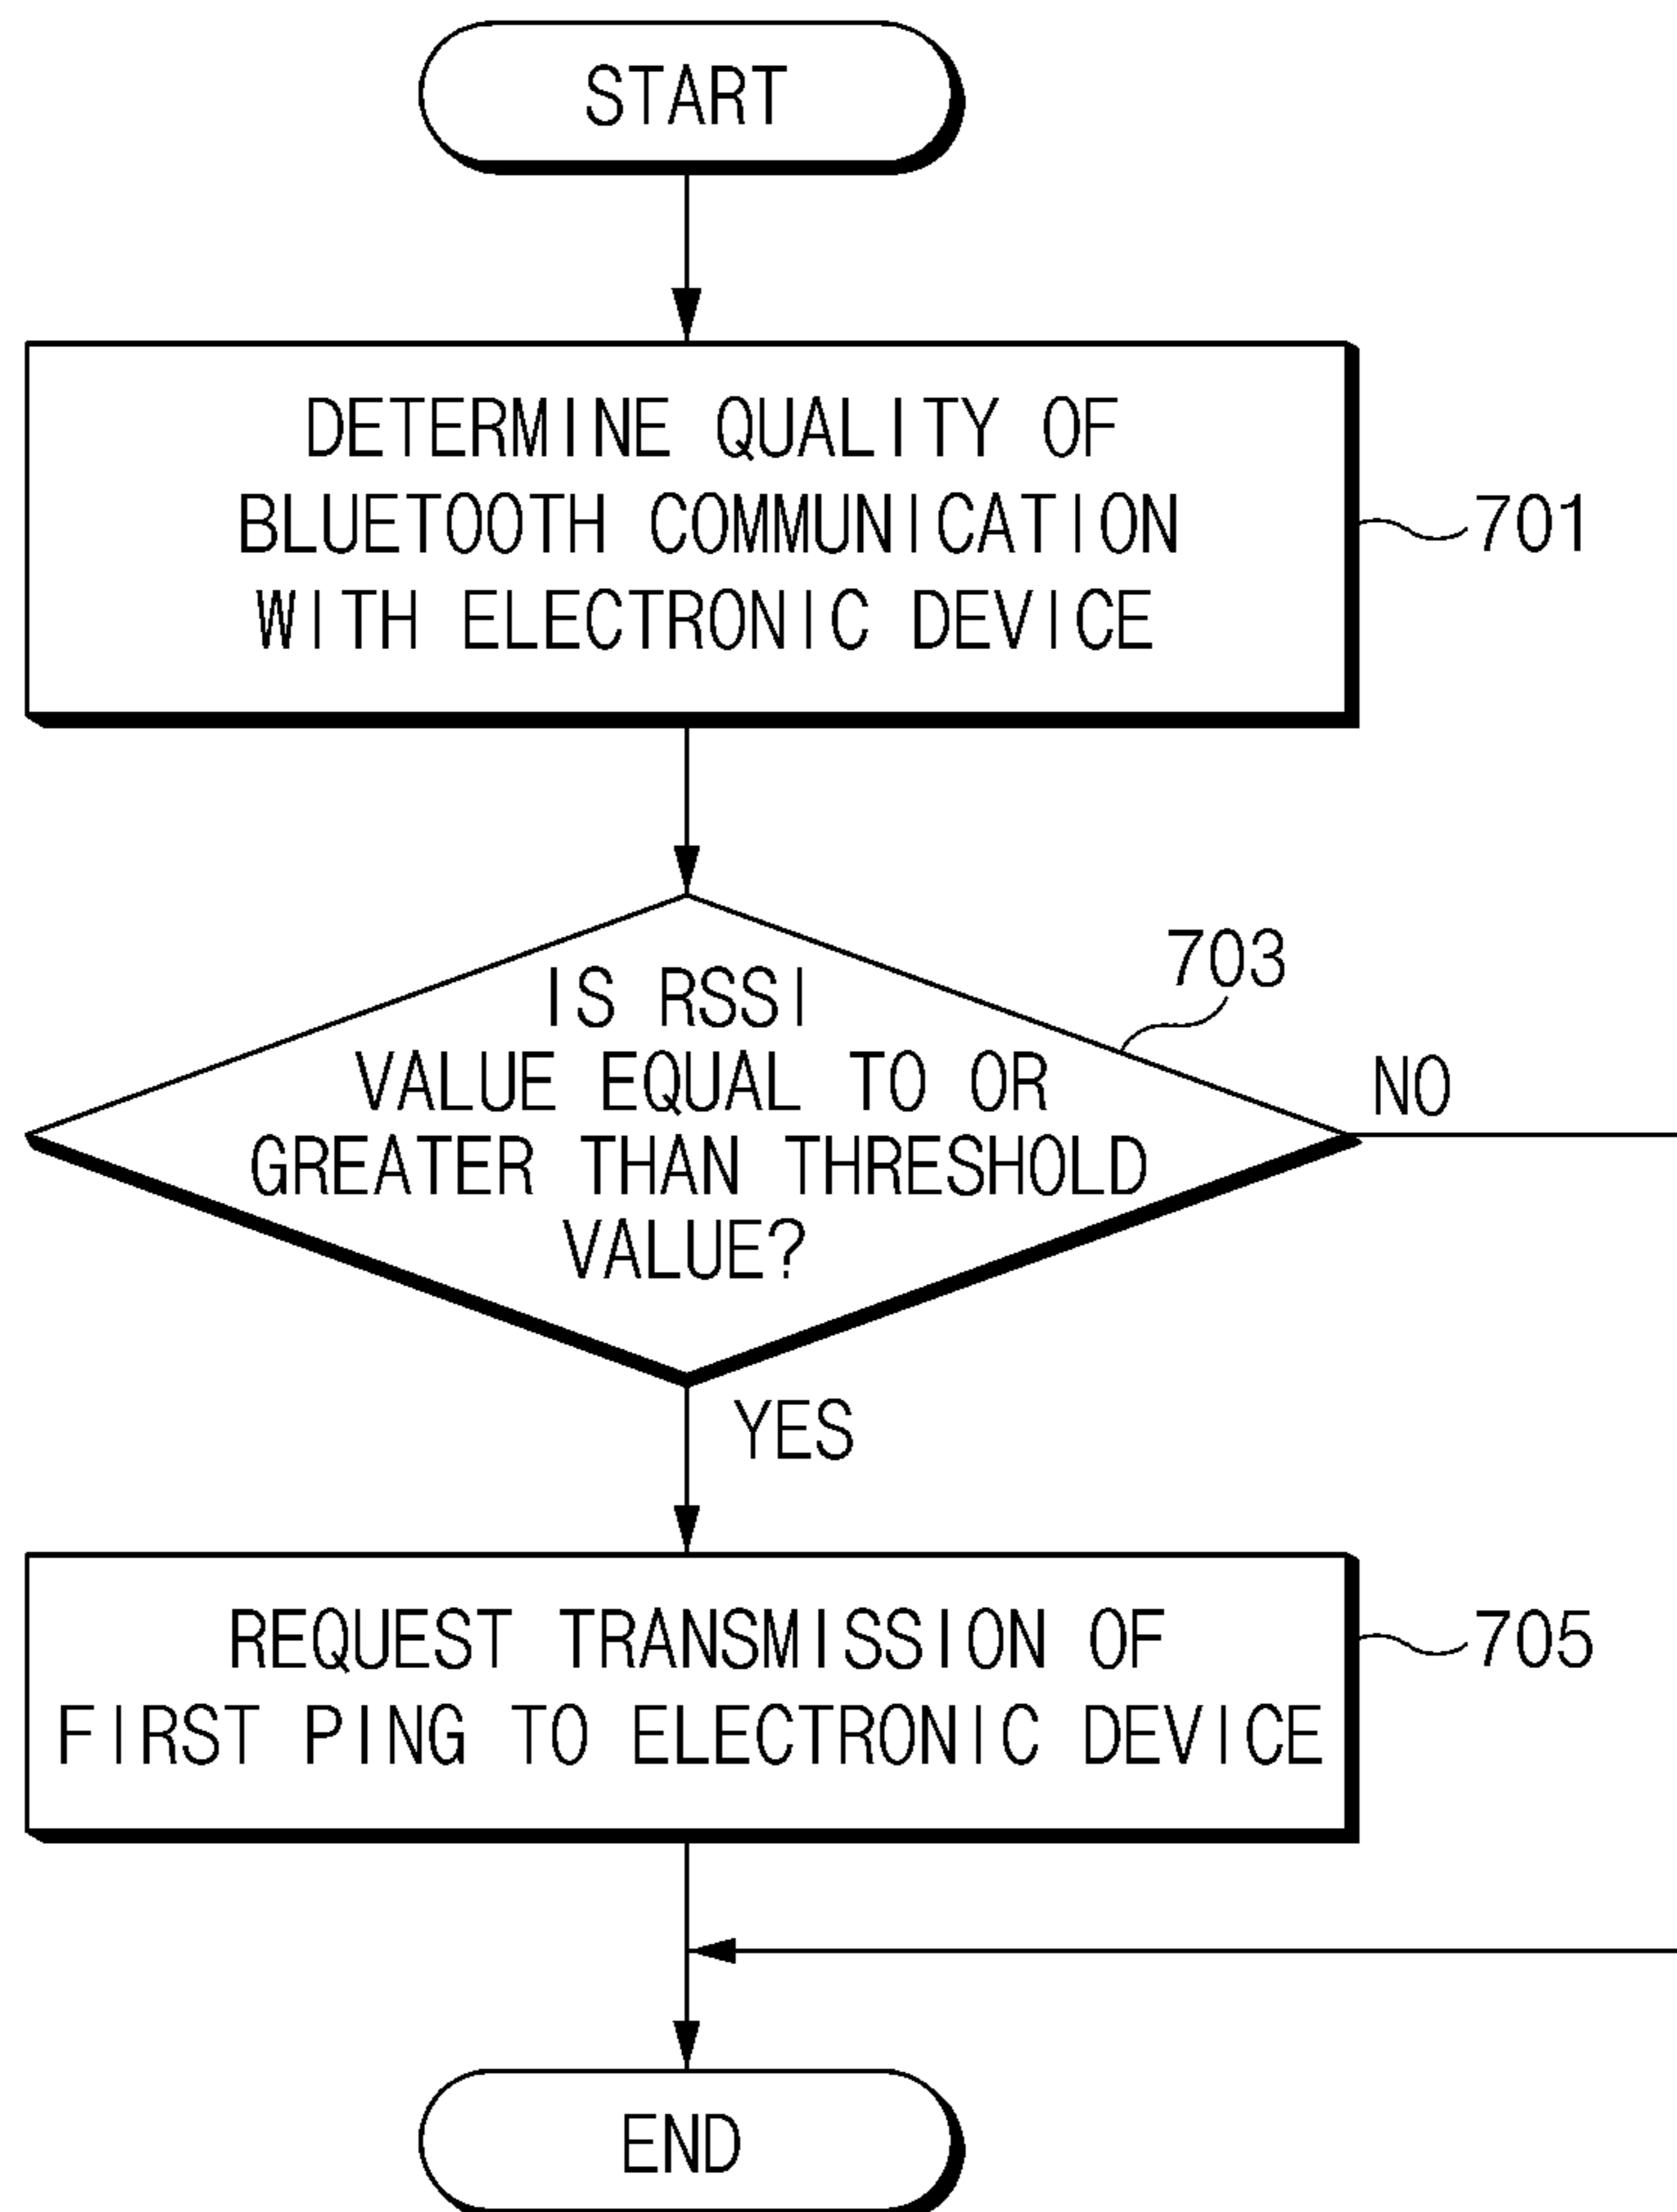 START
DETERMINE QUALITY OF
BLUETOOTH COMMUNICATION
WITH ELECTRONIC DEVICE
701
703
IS RSSI
VALUE EQUAL TO OR
GREATER THAN THRESHOLD
VALUE?
NO
YES
REQUEST TRANSMISSION OF
FIRST PING TO ELECTRONIC DEVICE
705
END